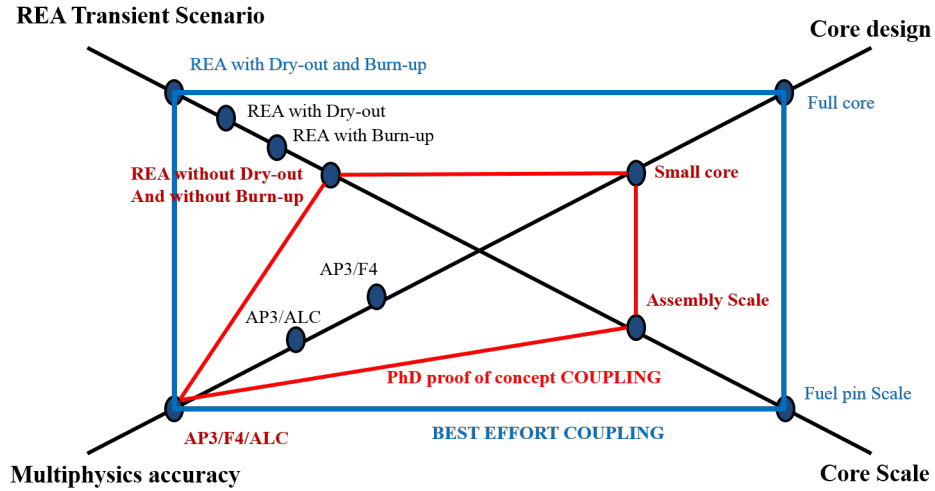 REA Transient Scenario
Core design
REA with Dry-out and Burn-up
Full core
REA with Dry-out
REA with Burn-up
REA without Dry-out
And without Burn-up
Small core
AP3/F4
AP3/ALC
Assembly Scale
PhD proof of concept COUPLING
Fuel pin Scale
AP3/F4/ALC
BEST EFFORT COUPLING
Multiphysics accuracy
Core Scale